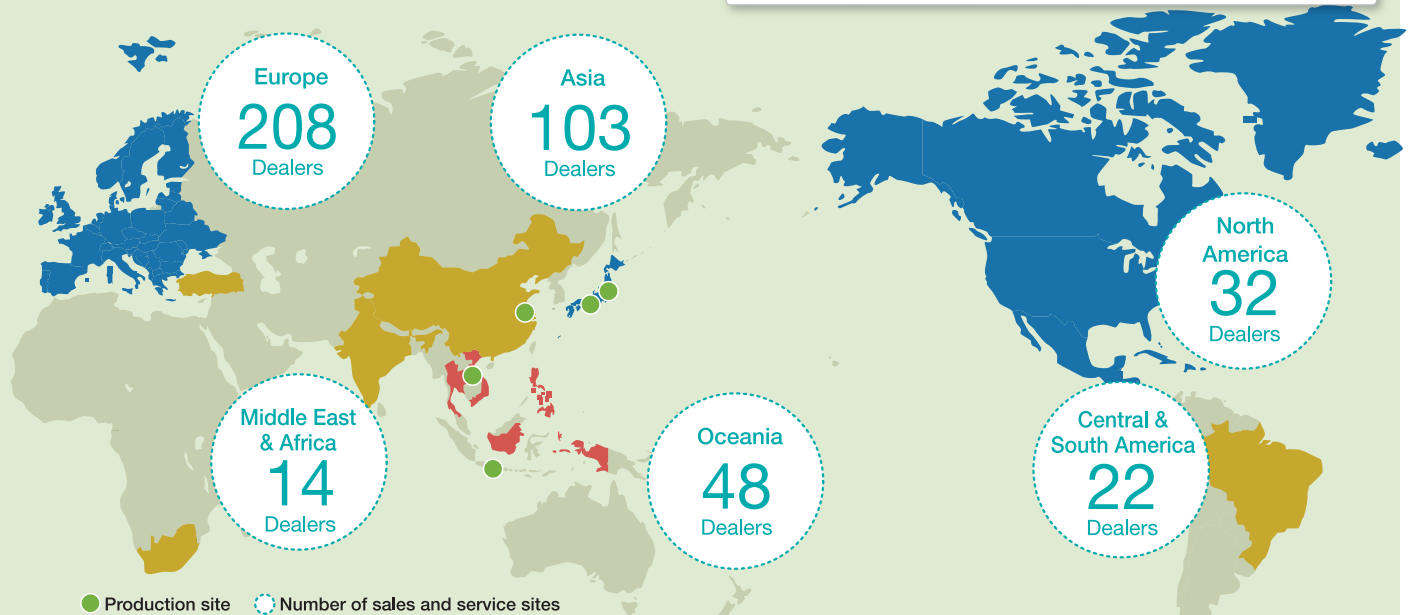 Europe
208
Dealers
Asia
103
Dealers
North
America
32
Dealers
Middle East
& Africa
14
Dealers
Oceania
48
Dealers
Central &
South America
22
Dealers
Production site
Number of sales and service sites